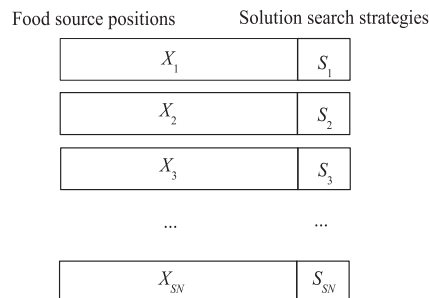 Food source positions Solution search strategies
X1 S1
X2 S2
X3 S3
... ...
XSN SSN